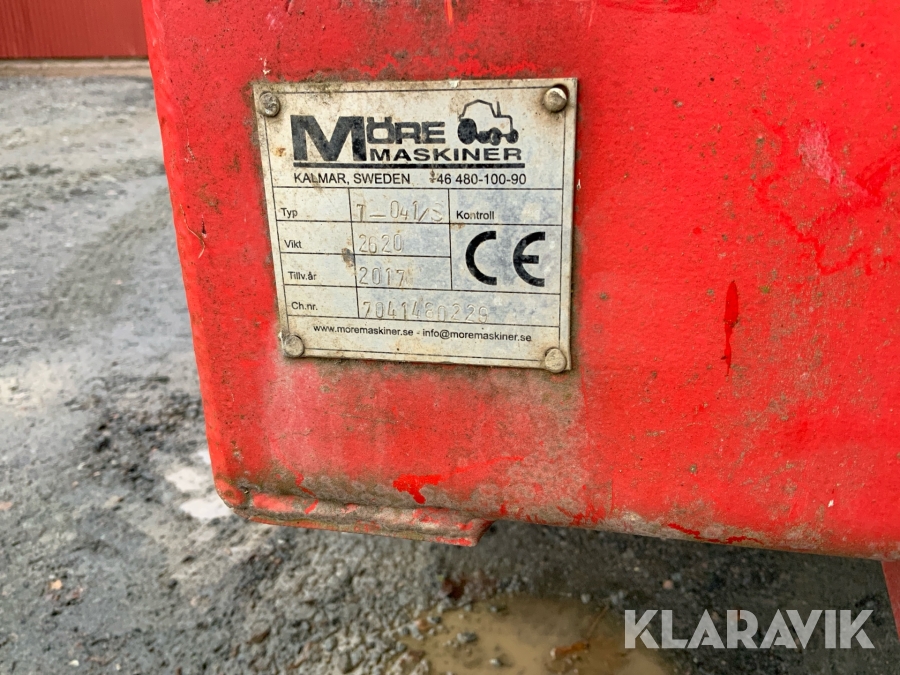 MÖRE
MASKINER
KALMAR, SWEDEN +46 480-100-90
Typ 7-041/S Kontroll
Vikt 2620
CE
Tillv.år 2017
Ch.nr.
www.moremaskiner.se - info@moremaskiner.se
KLARAVIK